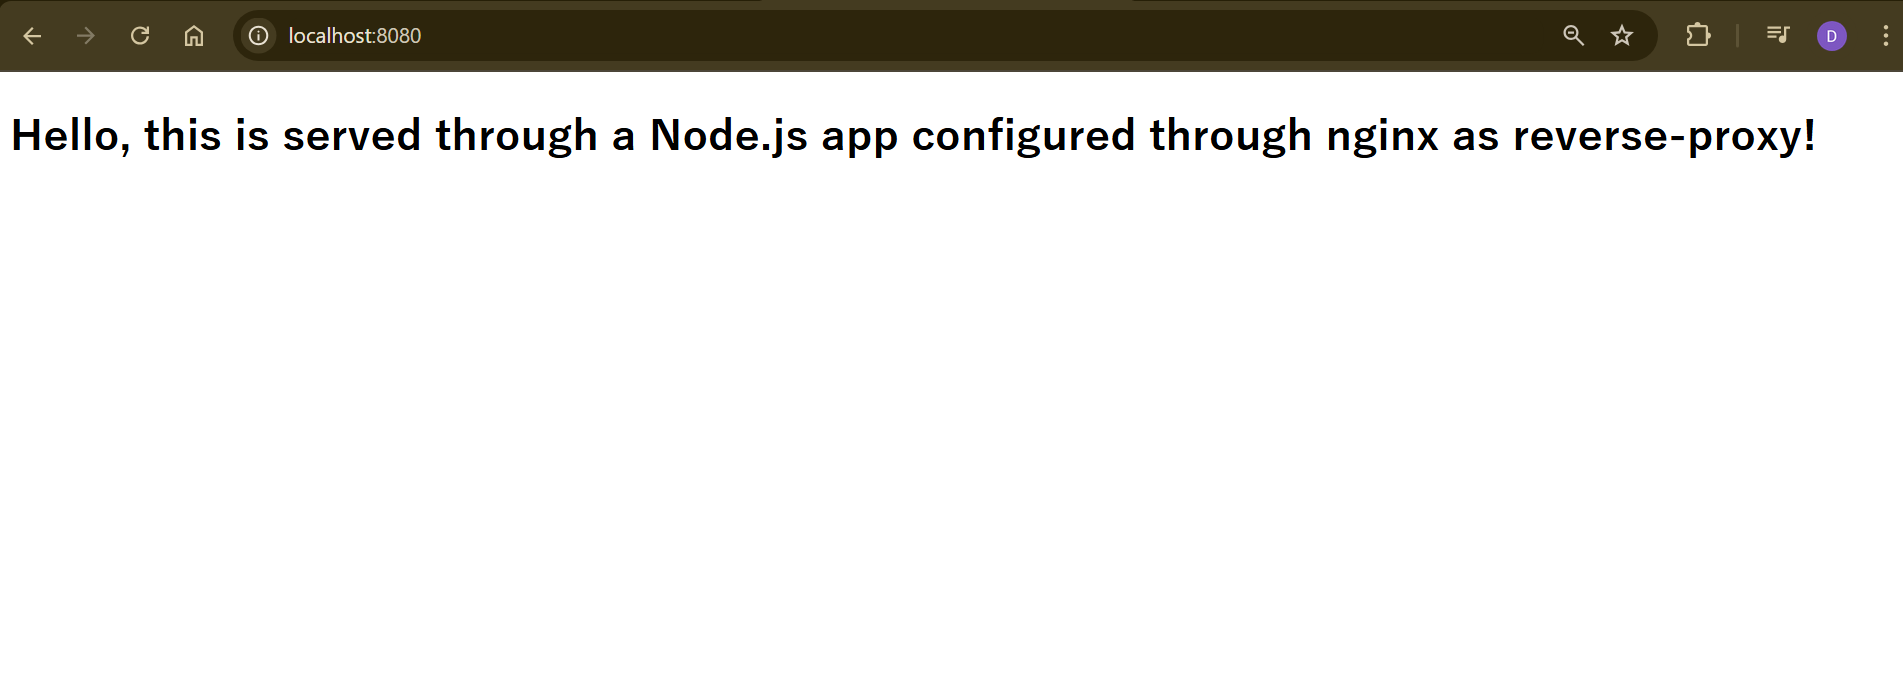 localhost:8080
D
Hello, this is served through a Node.js app configured through nginx as reverse-proxy!